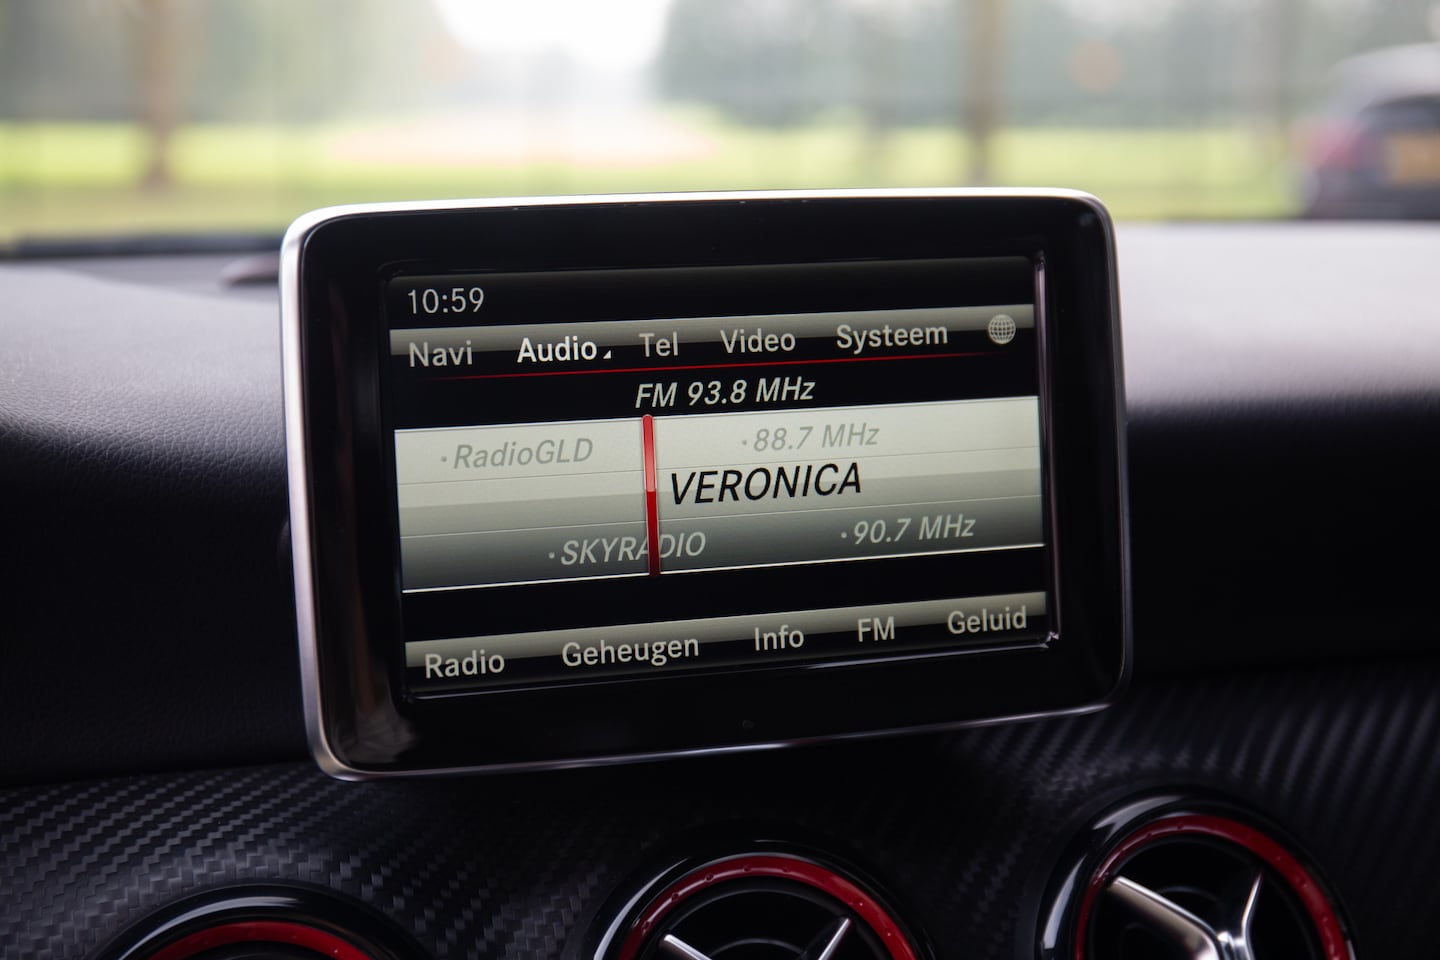 10:59
Navi Audio Tel Video Systeem
FM 93.8 MHz
·RadioGLD ·88.7 MHz
VERONICA
·SKYRADIO ·90.7 MHz
Radio Geheugen Info FM Geluid